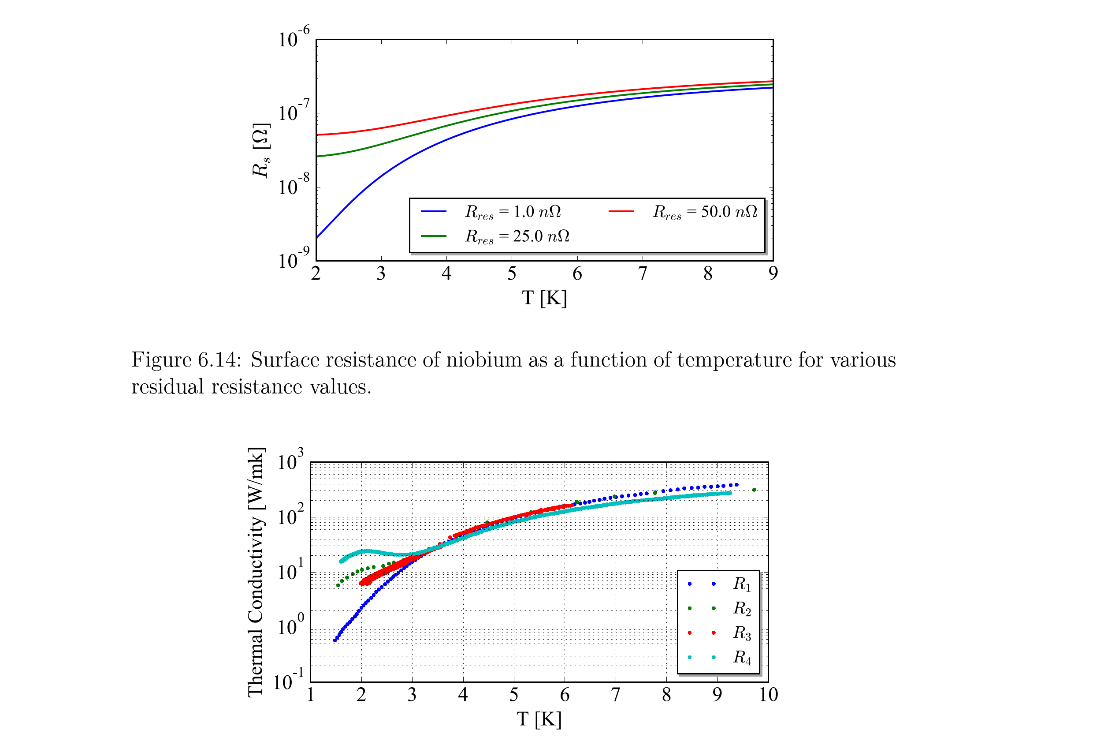 10^-6
10^-7
10^-8
10^-9
R_s [Ω]
R_res = 1.0 nΩ R_res = 50.0 nΩ
R_res = 25.0 nΩ
2 3 4 5 6 7 8 9
T [K]
Figure 6.14: Surface resistance of niobium as a function of temperature for various
residual resistance values.
10^3
10^2
10^1
10^0
10^-1
Thermal Conductivity [W/mk]
R_1
R_2
R_3
R_4
1 2 3 4 5 6 7 8 9 10
T [K]